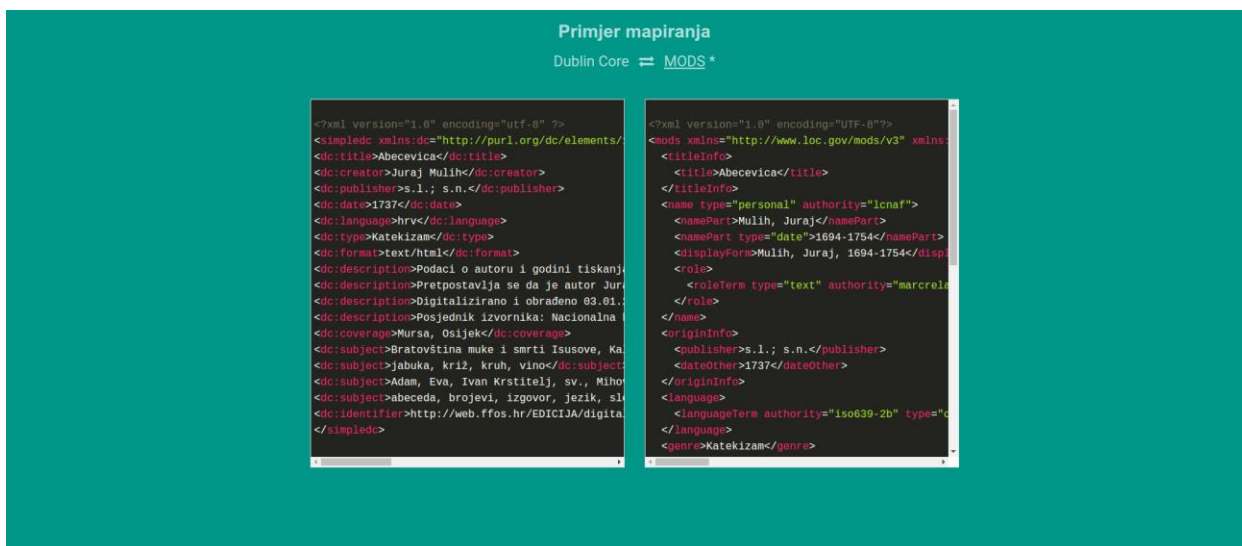 Primjer mapiranja
Dublin Core ⇄ MODS *
<?xml version="1.0" encoding="utf-8" ?>
<simpledc xmlns:dc="http://purl.org/dc/elements/
<dc:title>Abecevica</dc:title>
<dc:creator>Juraj Mulih</dc:creator>
<dc:publisher>s.l.; s.n.</dc:publisher>
<dc:date>1737</dc:date>
<dc:language>hrv</dc:language>
<dc:type>Katekizam</dc:type>
<dc:format>text/html</dc:format>
<dc:description>Podaci o autoru i godini tiskanj
<dc:description>Pretpostavlja se da je autor Jur
<dc:description>Digitalizirano i obrađeno 03.01.
<dc:description>Posjednik izvornika: Nacionalna
<dc:coverage>Mursa, Osijek</dc:coverage>
<dc:subject>Bratovština muke i smrti Isusove, Ka
<dc:subject>jabuka, križ, kruh, vino</dc:subject
<dc:subject>Adam, Eva, Ivan Krstitelj, sv., Miho
<dc:subject>abeceda, brojevi, izgovor, jezik, sl
<dc:identifier>http://web.ffos.hr/EDICIJA/digita
</simpledc>
<?xml version="1.0" encoding="UTF-8"?>
<mods xmlns="http://www.loc.gov/mods/v3" xmlns:
<titleInfo>
<title>Abecevica</title>
</titleInfo>
<name type="personal" authority="lcnaf">
<namePart>Mulih, Juraj</namePart>
<namePart type="date">1694-1754</namePart>
<displayForm>Mulih, Juraj, 1694-1754</displ
<role>
<roleTerm type="text" authority="marcrela
</role>
</name>
<originInfo>
<publisher>s.l.; s.n.</publisher>
<dateOther>1737</dateOther>
</originInfo>
<language>
<languageTerm authority="iso639-2b" type="c
</language>
<genre>Katekizam</genre>